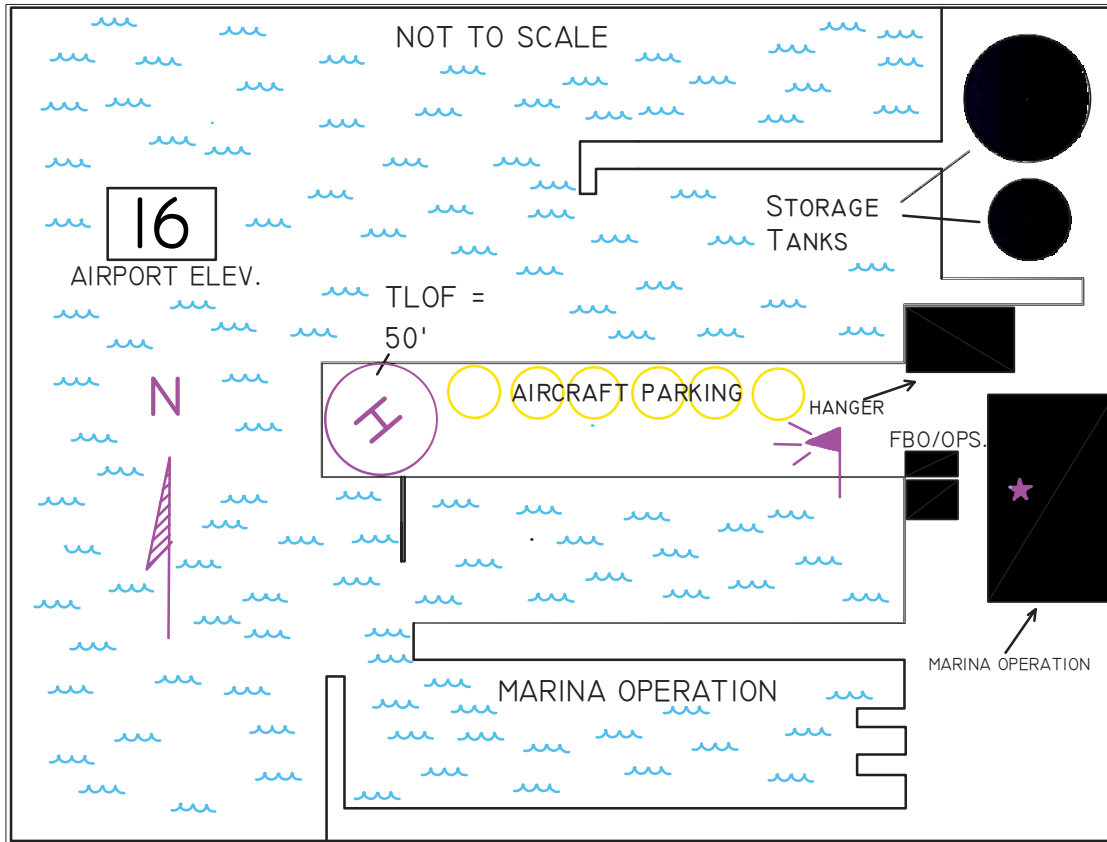 NOT TO SCALE
STORAGE
TANKS
16
AIRPORT ELEV.
TLOF =
50'
N
H
AIRCRAFT PARKING
HANGER
FBO/OPS.
MARINA OPERATION
MARINA OPERATION